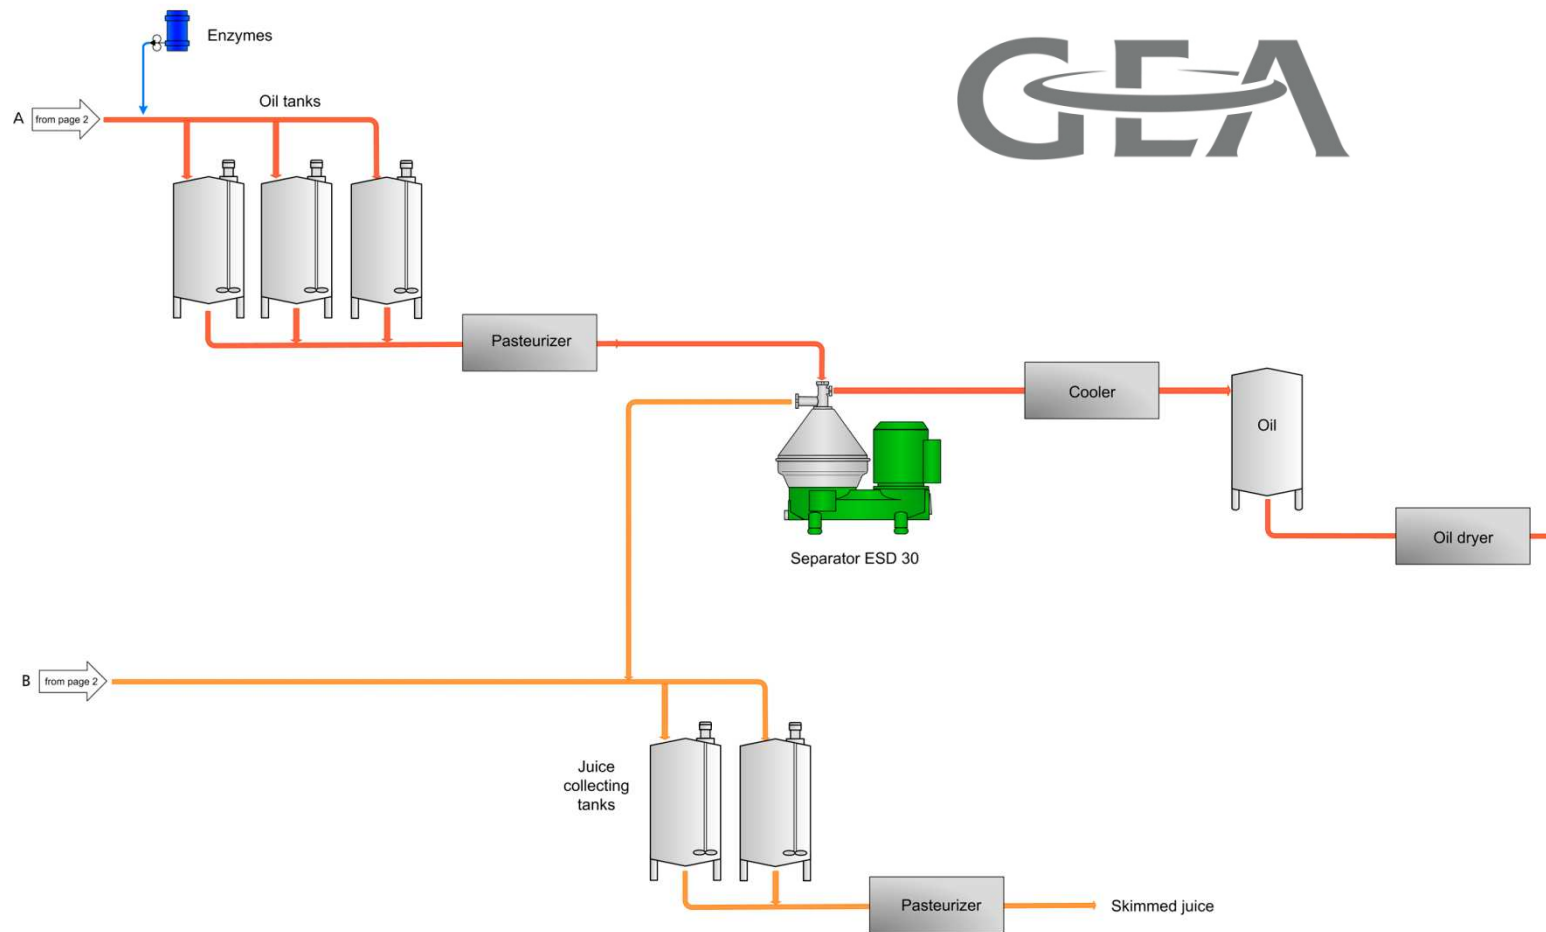 Enzymes
Oil tanks
A
from page 2
GEA
Pasteurizer
Cooler
Oil
Oil dryer
Separator ESD 30
B
from page 2
Juice
collecting
tanks
Pasteurizer
Skimmed juice